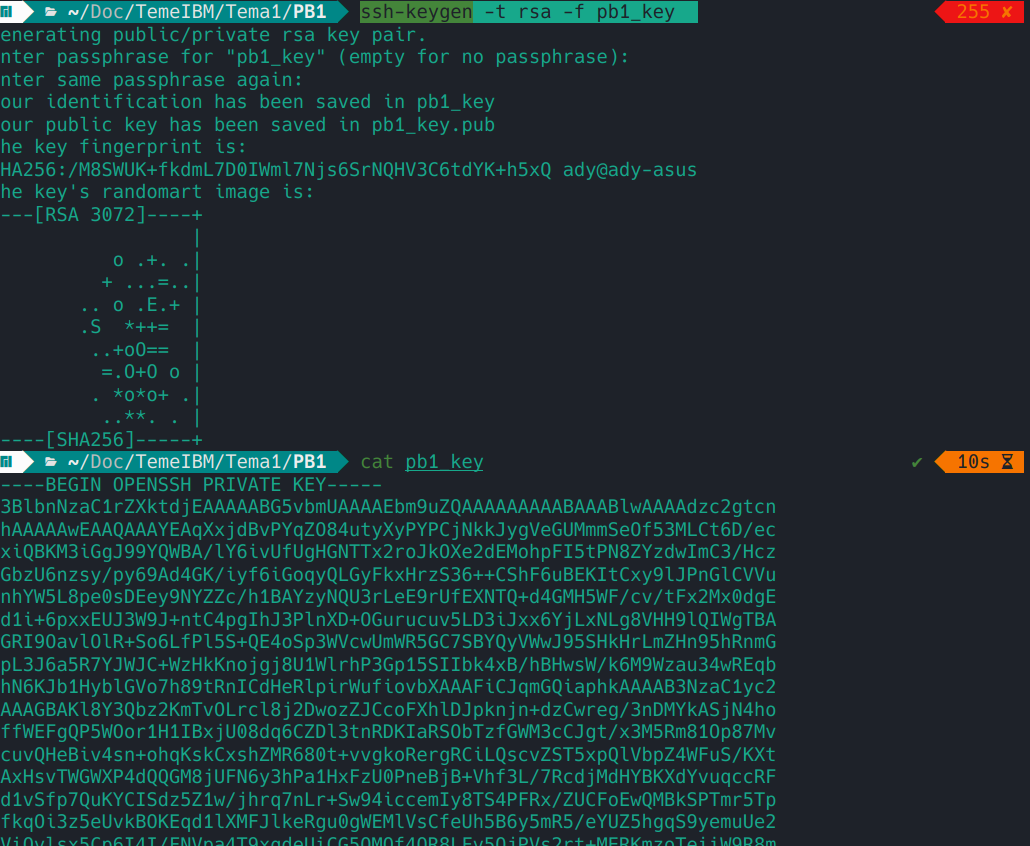 ~/Doc/TemeIBM/Tema1/PB1 ssh-keygen -t rsa -f pb1_key 255 ✘
enerating public/private rsa key pair.
nter passphrase for "pb1_key" (empty for no passphrase):
nter same passphrase again:
our identification has been saved in pb1_key
our public key has been saved in pb1_key.pub
he key fingerprint is:
HA256:/M8SWUK+fkdmL7D0IWml7Njs6SrNQHV3C6tdYK+h5xQ ady@ady-asus
he key's randomart image is:
---[RSA 3072]----+
                 |
          o .+. .|
         + ...=..|
       .. o .E.+ |
       .S  *++=  |
        ..+oO==  |
         =.O+O o |
        . *o*o+ .|
         ..**. . |
----[SHA256]-----+
~/Doc/TemeIBM/Tema1/PB1 cat pb1_key ✔ 10s
----BEGIN OPENSSH PRIVATE KEY-----
3BlbnNzaC1rZXktdjEAAAAABG5vbmUAAAAEbm9uZQAAAAAAAAABAAABlwAAAAdzc2gtcn
hAAAAAwEAAQAAAYEAqXxjdBvPYqZO84utyXyPYPCjNkkJygVeGUMmmSeOf53MLCt6D/ec
xiQBKM3iGgJ99YQWBA/lY6ivUfUgHGNTTx2roJkOXe2dEMohpFI5tPN8ZYzdwImC3/Hcz
GbzU6nzsy/py69Ad4GK/iyf6iGoqyQLGyFkxHrzS36++CShF6uBEKItCxy9lJPnGlCVVu
nhYW5L8pe0sDEey9NYZZc/h1BAYzyNQU3rLeE9rUfEXNTQ+d4GMH5WF/cv/tFx2Mx0dgE
d1i+6pxxEUJ3W9J+ntC4pgIhJ3PlnXD+OGurucuv5LD3iJxx6YjLxNLg8VHH9lQIWgTBA
GRI9OavlOlR+So6LfPl5S+QE4oSp3WVcwUmWR5GC7SBYQyVWwJ95SHkHrLmZHn95hRnmG
pL3J6a5R7YJWJC+WzHkKnojgj8U1WlrhP3Gp15SIIbk4xB/hBHwsW/k6M9Wzau34wREqb
hN6KJb1HyblGVo7h89tRnICdHeRlpirWufiovbXAAAFiCJqmGQiaphkAAAAB3NzaC1yc2
AAAGBAKl8Y3Qbz2KmTvOLrcl8j2DwozZJCcoFXhlDJpknjn+dzCwreg/3nDMYkASjN4ho
ffWEFgQP5WOor1H1IBxjU08dq6CZDl3tnRDKIaRSObTzfGWM3cCJgt/x3M5Rm81Op87Mv
cuvQHeBiv4sn+ohqKskCxshZMR680t+vvgkoRergRCiLQscvZST5xpQlVbpZ4WFuS/KXt
AxHsvTWGWXP4dQQGM8jUFN6y3hPa1HxFzU0PneBjB+Vhf3L/7RcdjMdHYBKXdYvuqccRF
d1vSfp7QuKYCISdz5Z1w/jhrq7nLr+Sw94iccemIy8TS4PFRx/ZUCFoEwQMBkSPTmr5Tp
fkqOi3z5eUvkBOKEqd1lXMFJlkeRgu0gWEMlVsCfeUh5B6y5mR5/eYUZ5hgqS9yemuUe2